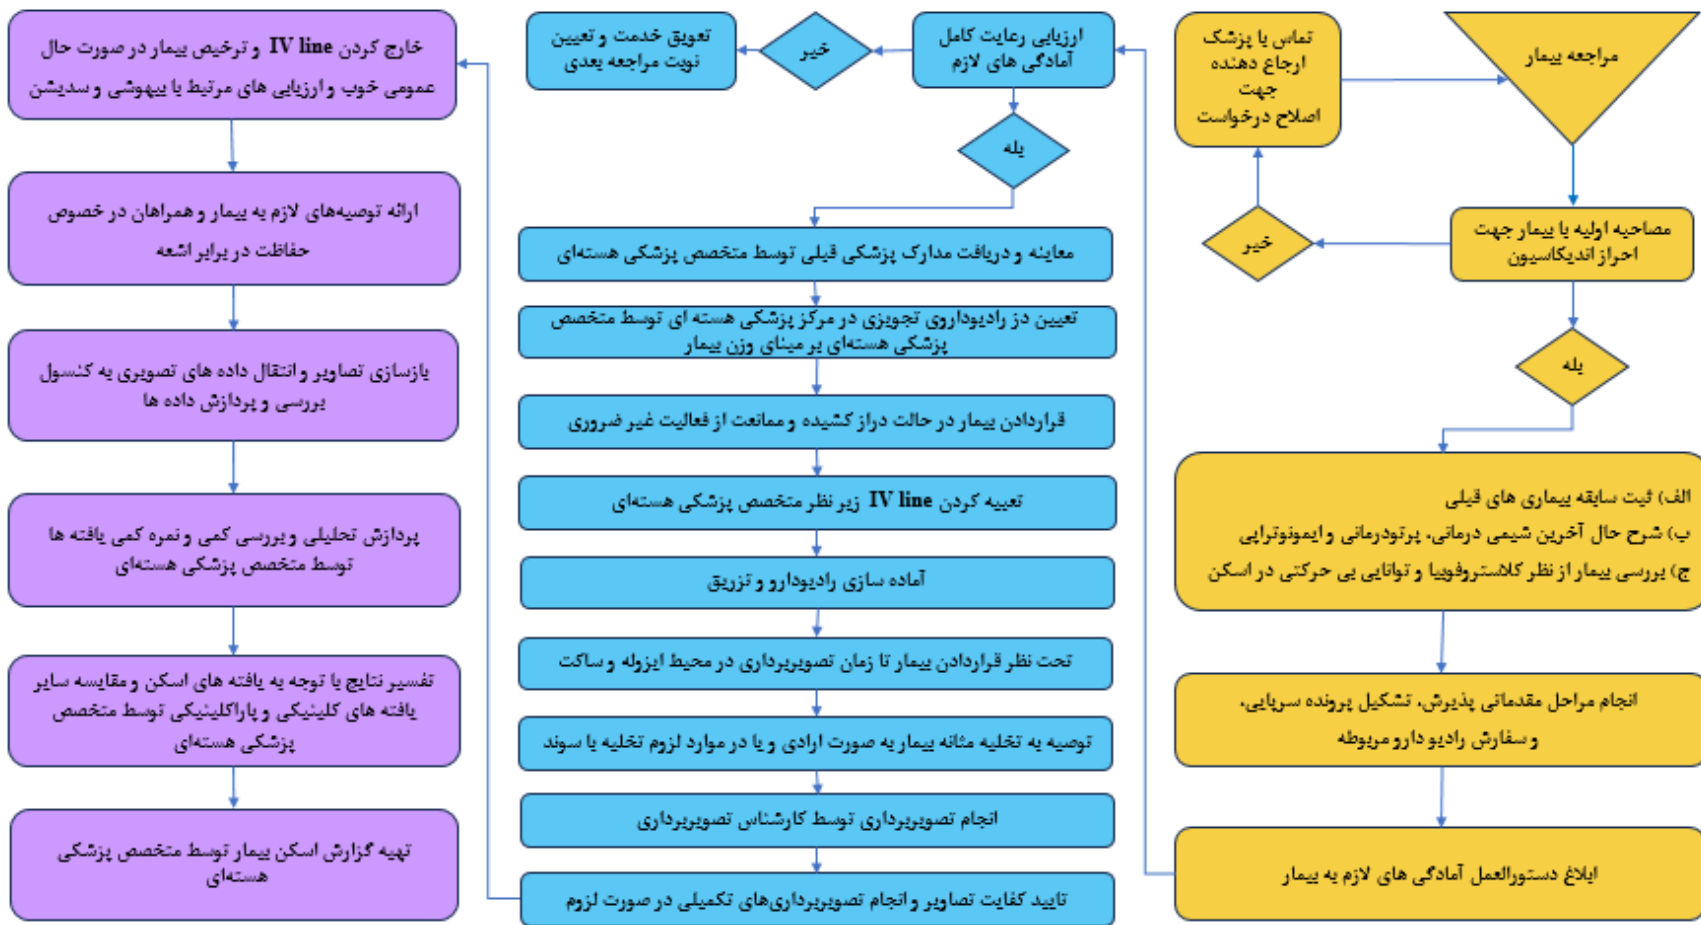 مراجعه بیمار
تماس با پزشک
ارجاع دهنده
جهت
اصلاح درخواست
مصاحبه اولیه با بیمار جهت
احراز اندیکاسیون
خیر
بله
الف) ثبت سابقه بیماری های قبلی
ب) شرح حال آخرین شیمی درمانی، پرتودرمانی و ایمونوتراپی
ج) بررسی بیمار از نظر کلاستروفوبیا و توانایی بی حرکتی در اسکن
انجام مراحل مقدماتی پذیرش، تشکیل پرونده سرپایی،
و سفارش رادیو دارو مربوطه
ابلاغ دستورالعمل آمادگی های لازم به بیمار
ارزیابی رعایت کامل
آمادگی های لازم
خیر
تعویق خدمت و تعیین
نوبت مراجعه بعدی
بله
معاینه و دریافت مدارک پزشکی قبلی توسط متخصص پزشکی هسته‌ای
تعیین دز رادیوداروی تجویزی در مرکز پزشکی هسته ای توسط متخصص
پزشکی هسته‌ای بر مبنای وزن بیمار
قراردادن بیمار در حالت دراز کشیده و ممانعت از فعالیت غیر ضروری
تعبیه کردن IV line زیر نظر متخصص پزشکی هسته‌ای
آماده سازی رادیودارو و تزریق
تحت نظر قراردادن بیمار تا زمان تصویربرداری در محیط ایزوله و ساکت
توصیه به تخلیه مثانه بیمار به صورت ارادی و یا در موارد لزوم تخلیه با سوند
انجام تصویربرداری توسط کارشناس تصویربرداری
تایید کفایت تصاویر و انجام تصویربرداری‌های تکمیلی در صورت لزوم
خارج کردن IV line و ترخیص بیمار در صورت حال
عمومی خوب و ارزیابی های مرتبط با بیهوشی و سدیشن
ارائه توصیه‌های لازم به بیمار و همراهان در خصوص
حفاظت در برابر اشعه
بازسازی تصاویر و انتقال داده های تصویری به کنسول
بررسی و پردازش داده ها
پردازش تحلیلی و بررسی کمی و نمره کمی یافته ها
توسط متخصص پزشکی هسته‌ای
تفسیر نتایج با توجه به یافته های اسکن و مقایسه سایر
یافته های کلینیکی و پاراکلینیکی توسط متخصص
پزشکی هسته‌ای
تهیه گزارش اسکن بیمار توسط متخصص پزشکی
هسته‌ای